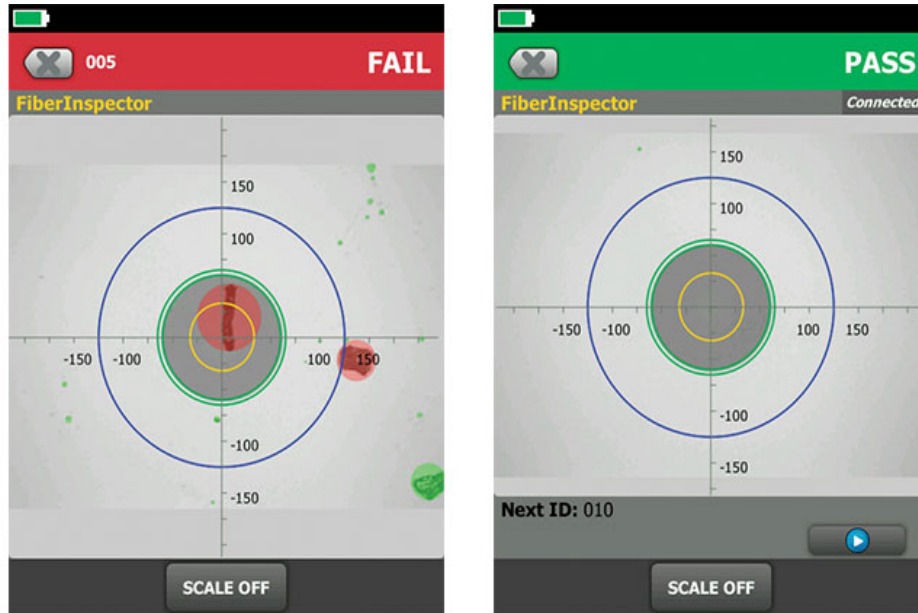 005 FAIL
FiberInspector
150
100
-150 -100 100 150
-100
-150
SCALE OFF
PASS
FiberInspector Connected
150
100
-150 -100 100 150
-100
-150
Next ID: 010
SCALE OFF